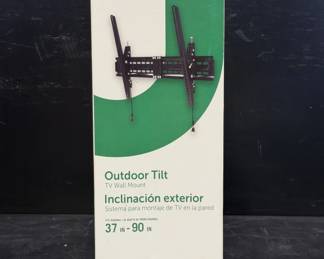 Outdoor Tilt
TV Wall Mount
Inclinación exterior
Sistema para montaje de TV en la pared
37 IN - 90 IN